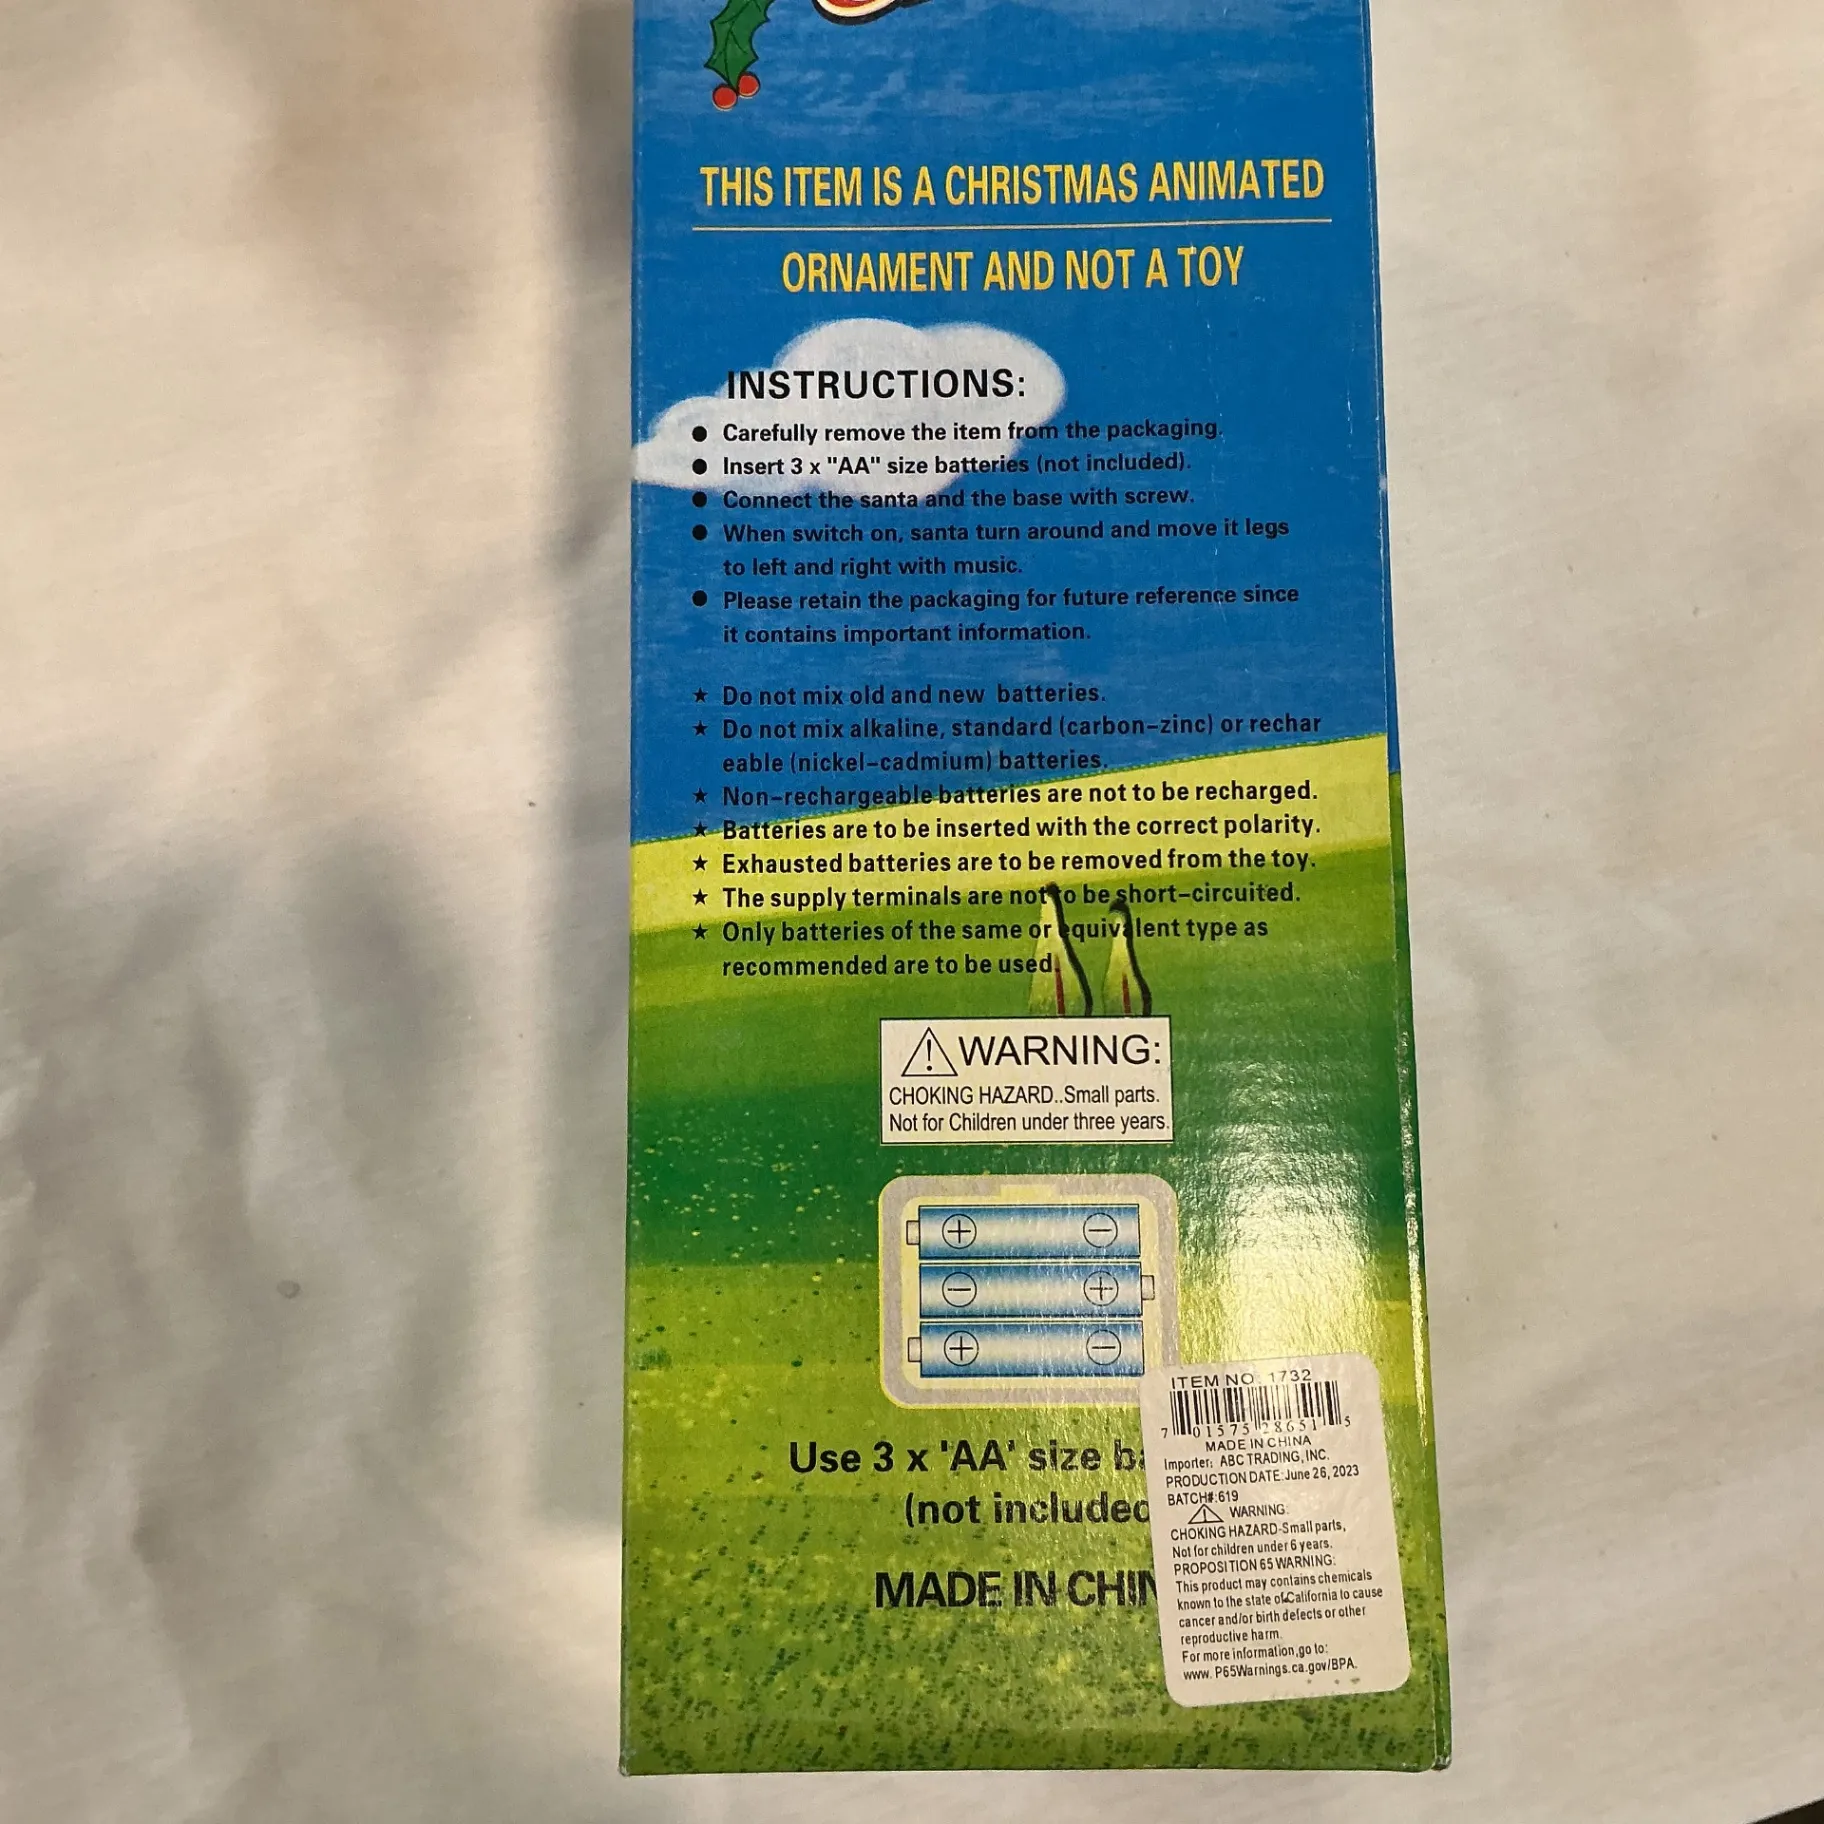 THIS ITEM IS A CHRISTMAS ANIMATED
ORNAMENT AND NOT A TOY
INSTRUCTIONS:
● Carefully remove the item from the packaging.
● Insert 3 x "AA" size batteries (not included).
● Connect the santa and the base with screw.
● When switch on, santa turn around and move it legs
to left and right with music.
● Please retain the packaging for future reference since
it contains important information.
★ Do not mix old and new batteries.
★ Do not mix alkaline, standard (carbon-zinc) or rechar
eable (nickel-cadmium) batteries.
★ Non-rechargeable batteries are not to be recharged.
★ Batteries are to be inserted with the correct polarity.
★ Exhausted batteries are to be removed from the toy.
★ The supply terminals are not to be short-circuited.
★ Only batteries of the same or equivalent type as
recommended are to be used.
⚠ WARNING:
CHOKING HAZARD..Small parts.
Not for Children under three years.
+ −
− +
+ −
Use 3 x 'AA' size ba
(not included
MADE IN CHIN
ITEM NO: 1732
7 01575 28651 5
MADE IN CHINA
Importer: ABC TRADING, INC.
PRODUCTION DATE: June 26, 2023
BATCH#:619
⚠ WARNING:
CHOKING HAZARD-Small parts,
Not for children under 6 years.
PROPOSITION 65 WARNING:
This product may contains chemicals
known to the state of California to cause
cancer and/or birth defects or other
reproductive harm.
For more information,go to:
www. P65Warnings.ca.gov/BPA.